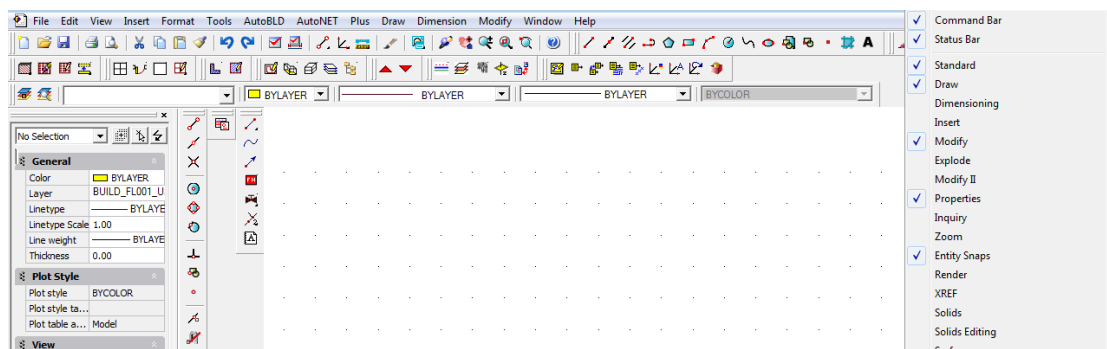 File Edit View Insert Format Tools AutoBLD AutoNET Plus Draw Dimension Modify Window Help
BYLAYER BYLAYER BYLAYER BYCOLOR
No Selection
General
Color BYLAYER
Layer BUILD_FL001_U
Linetype BYLAYE
Linetype Scale 1.00
Line weight BYLAYE
Thickness 0.00
Plot Style
Plot style BYCOLOR
Plot style ta...
Plot table a... Model
View
Command Bar
Status Bar
Standard
Draw
Dimensioning
Insert
Modify
Explode
Modify II
Properties
Inquiry
Zoom
Entity Snaps
Render
XREF
Solids
Solids Editing